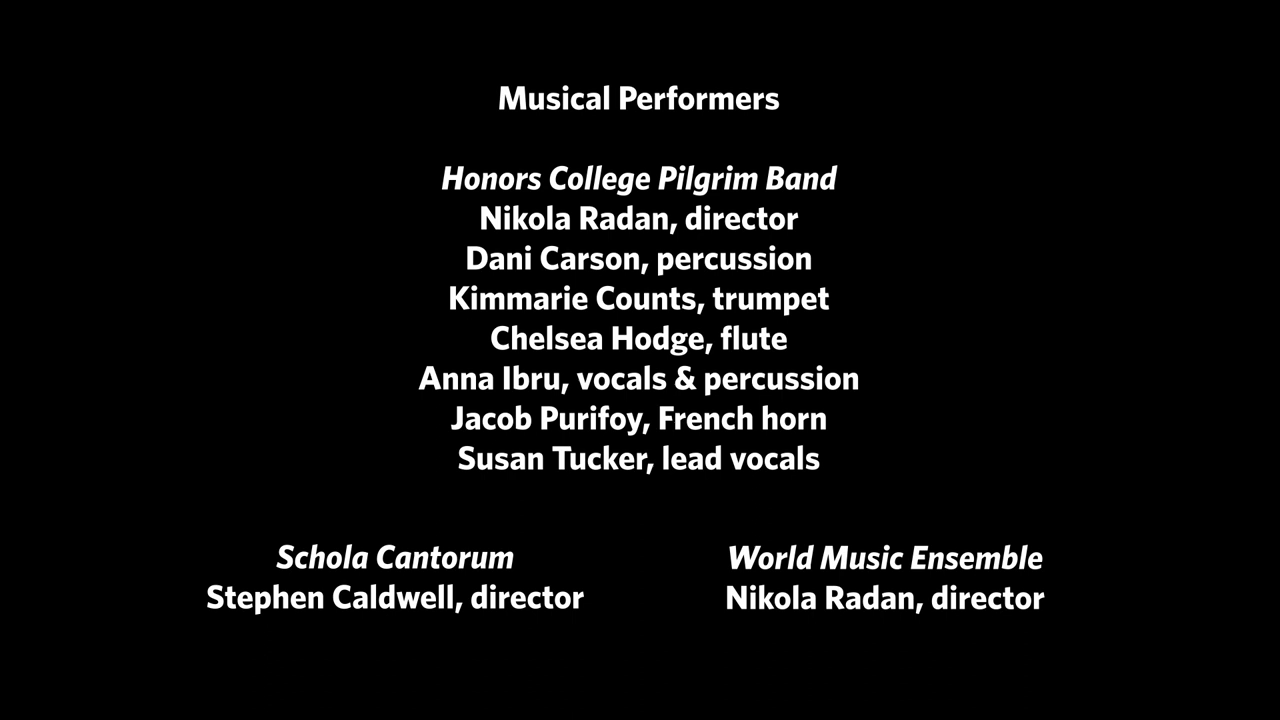 Musical Performers
Honors College Pilgrim Band
Nikola Radan, director
Dani Carson, percussion
Kimmarie Counts, trumpet
Chelsea Hodge, flute
Anna Ibru, vocals & percussion
Jacob Purifoy, French horn
Susan Tucker, lead vocals
Schola Cantorum
Stephen Caldwell, director
World Music Ensemble
Nikola Radan, director